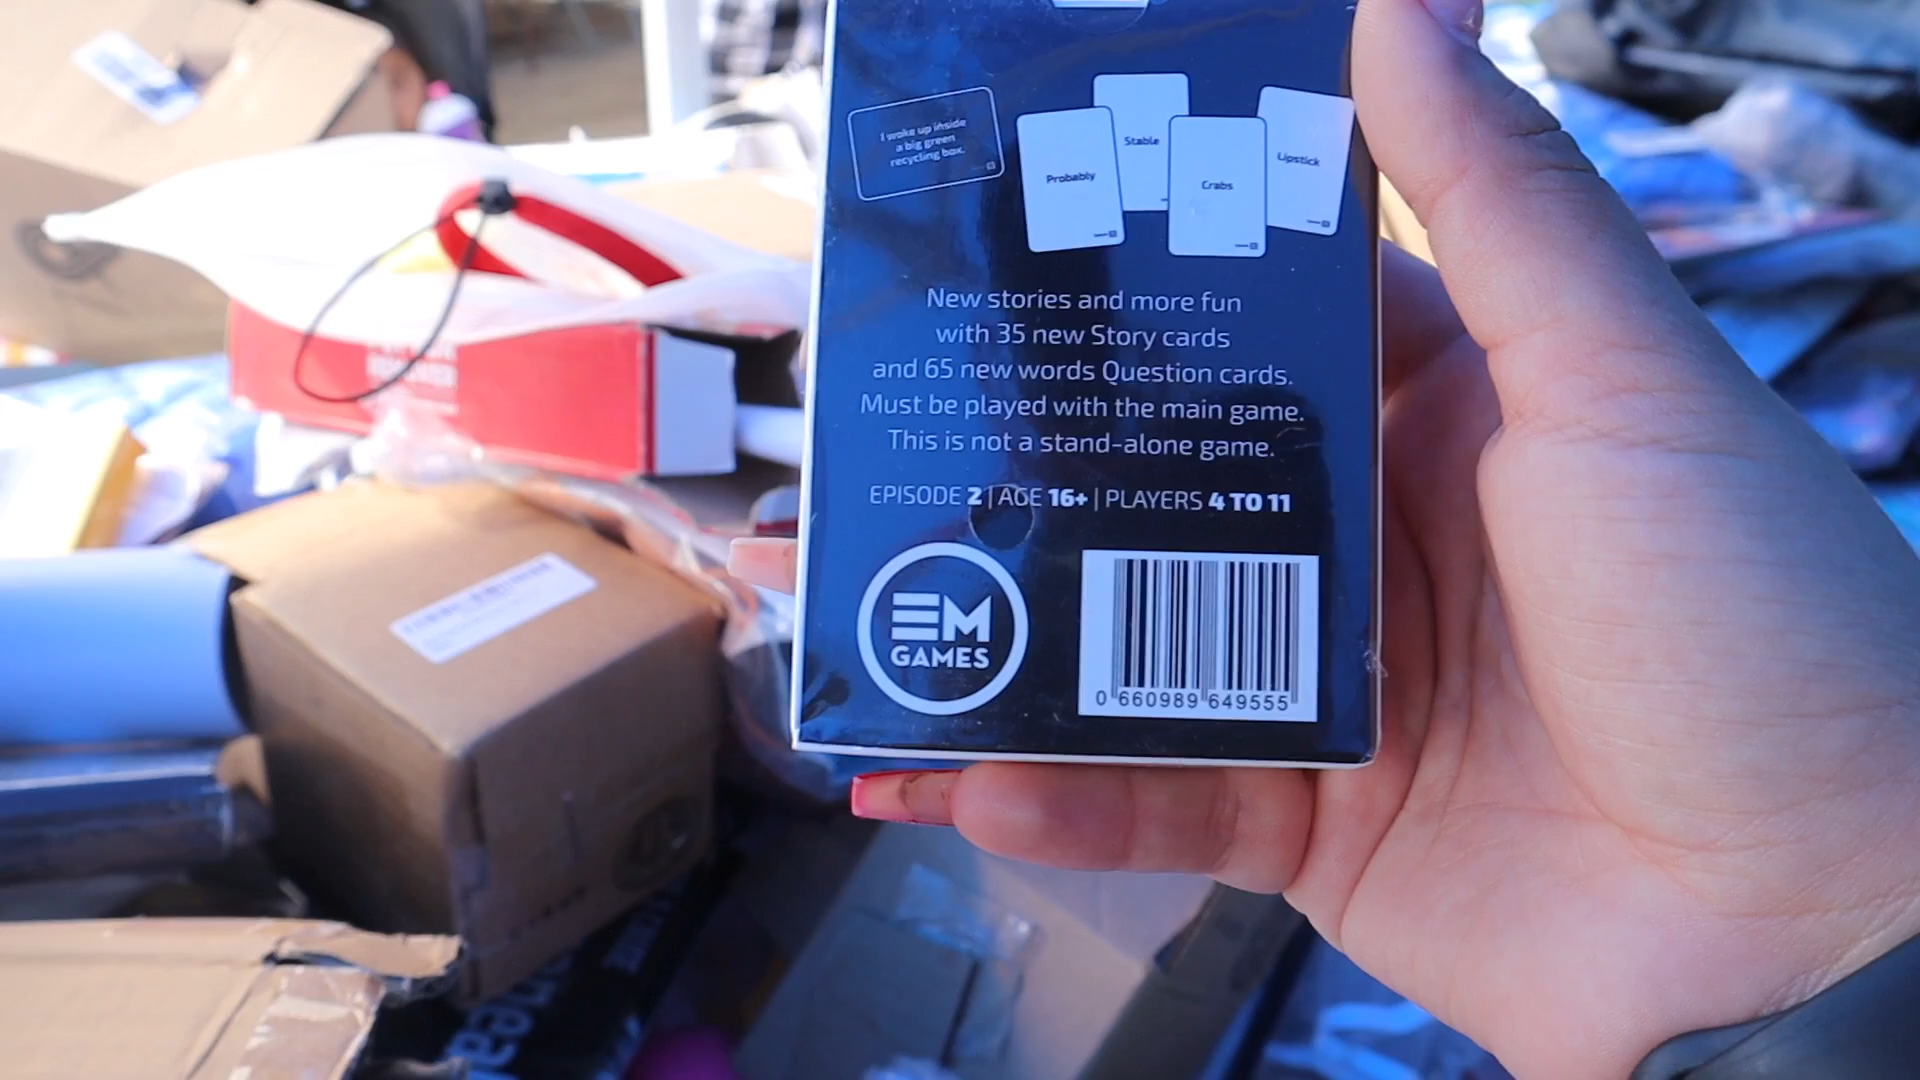 I woke up inside
a big green
recycling box.
Probably
Stable
Crabs
Lipstick
New stories and more fun
with 35 new Story cards
and 65 new words Question cards.
Must be played with the main game.
This is not a stand-alone game.
EPISODE 2 | AGE 16+ | PLAYERS 4 TO 11
EM
GAMES
0 660989 649555